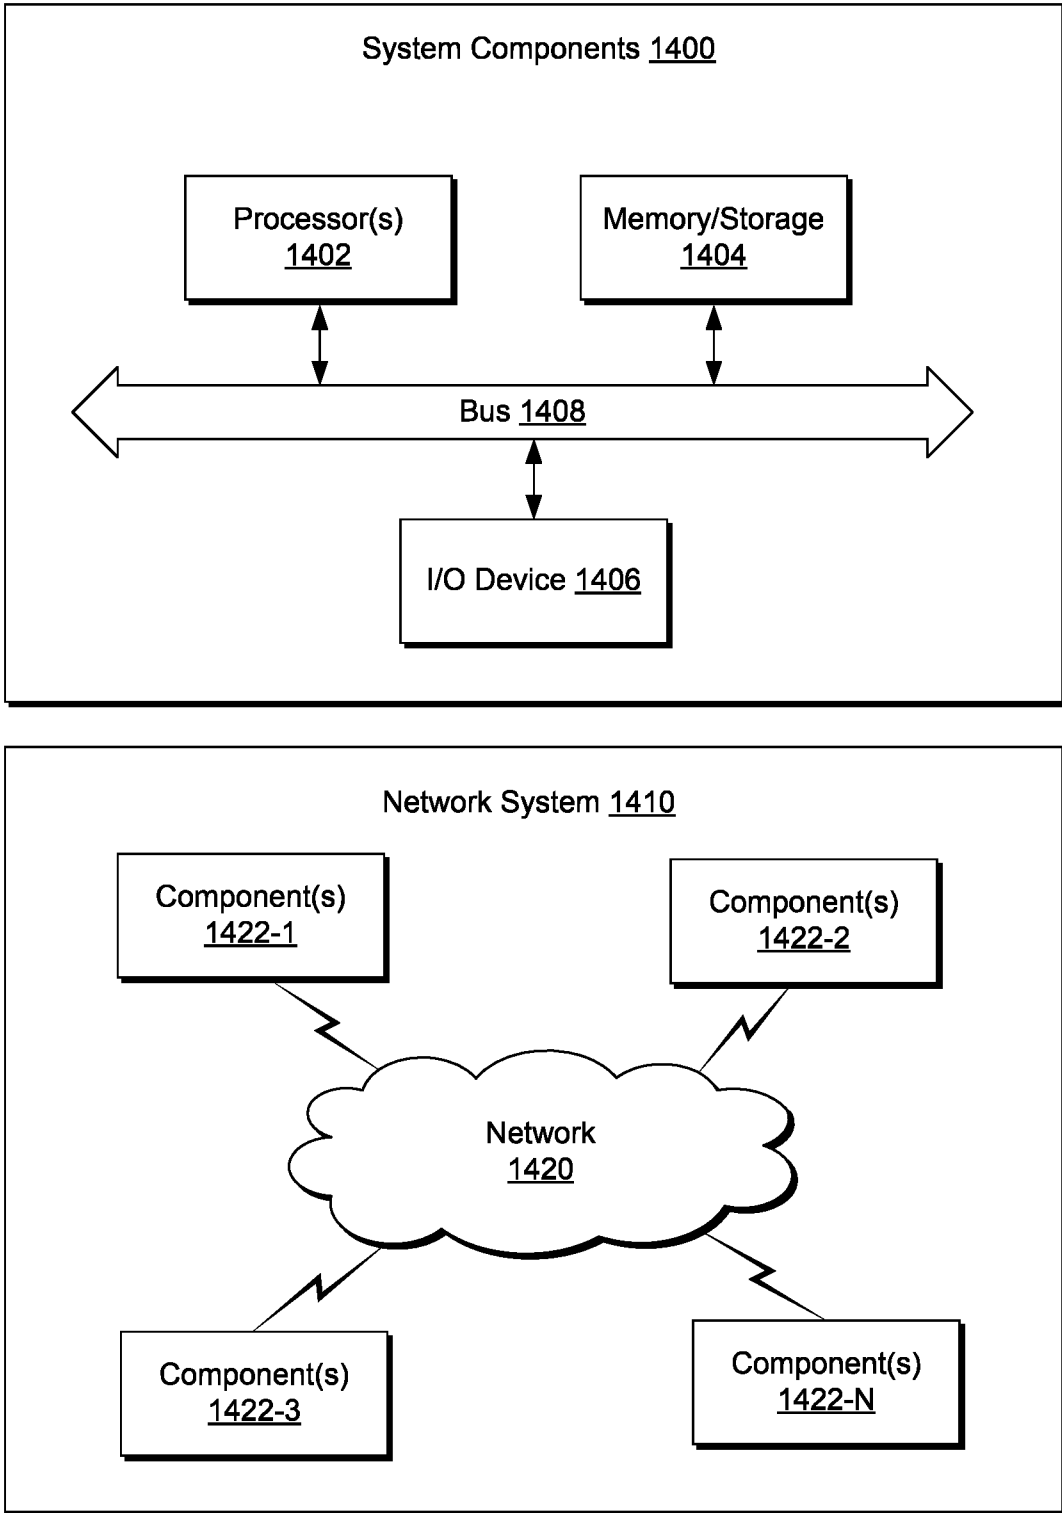 System Components 1400
Processor(s)
1402
Memory/Storage
1404
Bus 1408
I/O Device 1406
Network System 1410
Component(s)
1422-1
Component(s)
1422-2
Network
1420
Component(s)
1422-3
Component(s)
1422-N